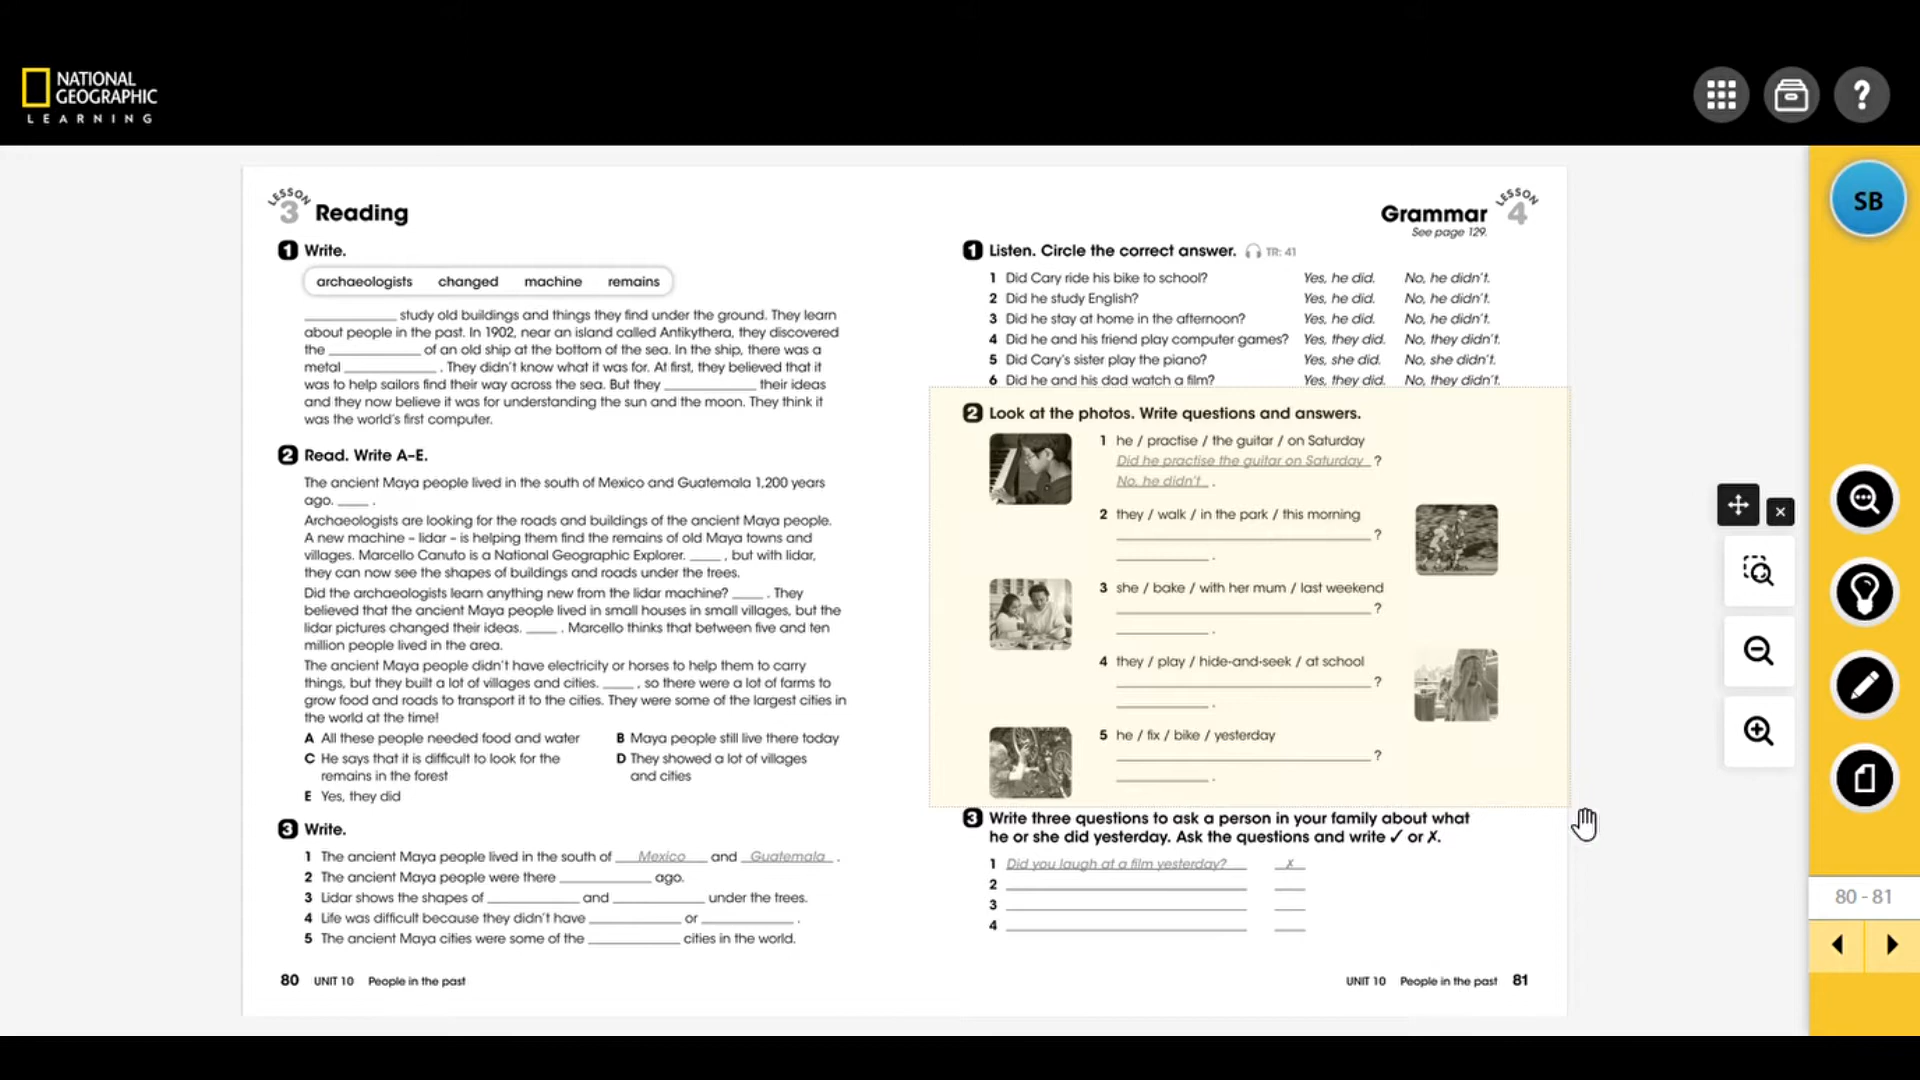 NATIONAL
GEOGRAPHIC
LEARNING
SB
LESSON
3 Reading
1 Write.
archaeologists changed machine remains
____________ study old buildings and things they find under the ground. They learn
about people in the past. In 1902, near an island called Antikythera, they discovered
the ____________ of an old ship at the bottom of the sea. In the ship, there was a
metal ____________ . They didn't know what it was for. At first, they believed that it
was to help sailors find their way across the sea. But they ____________ their ideas
and they now believe it was for understanding the sun and the moon. They think it
was the world's first computer.
2 Read. Write A–E.
The ancient Maya people lived in the south of Mexico and Guatemala 1,200 years
ago. ____ .
Archaeologists are looking for the roads and buildings of the ancient Maya people.
A new machine – lidar – is helping them find the remains of old Maya towns and
villages. Marcello Canuto is a National Geographic Explorer. ____ , but with lidar,
they can now see the shapes of buildings and roads under the trees.
Did the archaeologists learn anything new from the lidar machine? ____ . They
believed that the ancient Maya people lived in small houses in small villages, but the
lidar pictures changed their ideas. ____ . Marcello thinks that between five and ten
million people lived in the area.
The ancient Maya people didn't have electricity or horses to help them to carry
things, but they built a lot of villages and cities. ____ , so there were a lot of farms to
grow food and roads to transport it to the cities. They were some of the largest cities in
the world at the time!
A All these people needed food and water
B Maya people still live there today
C He says that it is difficult to look for the
remains in the forest
D They showed a lot of villages
and cities
E Yes, they did
3 Write.
1 The ancient Maya people lived in the south of Mexico and Guatemala .
2 The ancient Maya people were there ____________ ago.
3 Lidar shows the shapes of ____________ and ____________ under the trees.
4 Life was difficult because they didn't have ____________ or ____________ .
5 The ancient Maya cities were some of the ____________ cities in the world.
80 UNIT 10 People in the past
LESSON
Grammar 4
See page 129.
1 Listen. Circle the correct answer. TR: 41
1 Did Cary ride his bike to school? Yes, he did. No, he didn't.
2 Did he study English? Yes, he did. No, he didn't.
3 Did he stay at home in the afternoon? Yes, he did. No, he didn't.
4 Did he and his friend play computer games? Yes, they did. No, they didn't.
5 Did Cary's sister play the piano? Yes, she did. No, she didn't.
6 Did he and his dad watch a film? Yes, they did. No, they didn't.
2 Look at the photos. Write questions and answers.
1 he / practise / the guitar / on Saturday
Did he practise the guitar on Saturday ?
No, he didn't .
2 they / walk / in the park / this morning
____________ ?
____________ .
3 she / bake / with her mum / last weekend
____________ ?
____________ .
4 they / play / hide-and-seek / at school
____________ ?
____________ .
5 he / fix / bike / yesterday
____________ ?
____________ .
3 Write three questions to ask a person in your family about what
he or she did yesterday. Ask the questions and write ✓ or ✗.
1 Did you laugh at a film yesterday? ✗
2 ____________ ____
3 ____________ ____
4 ____________ ____
UNIT 10 People in the past 81
80 - 81